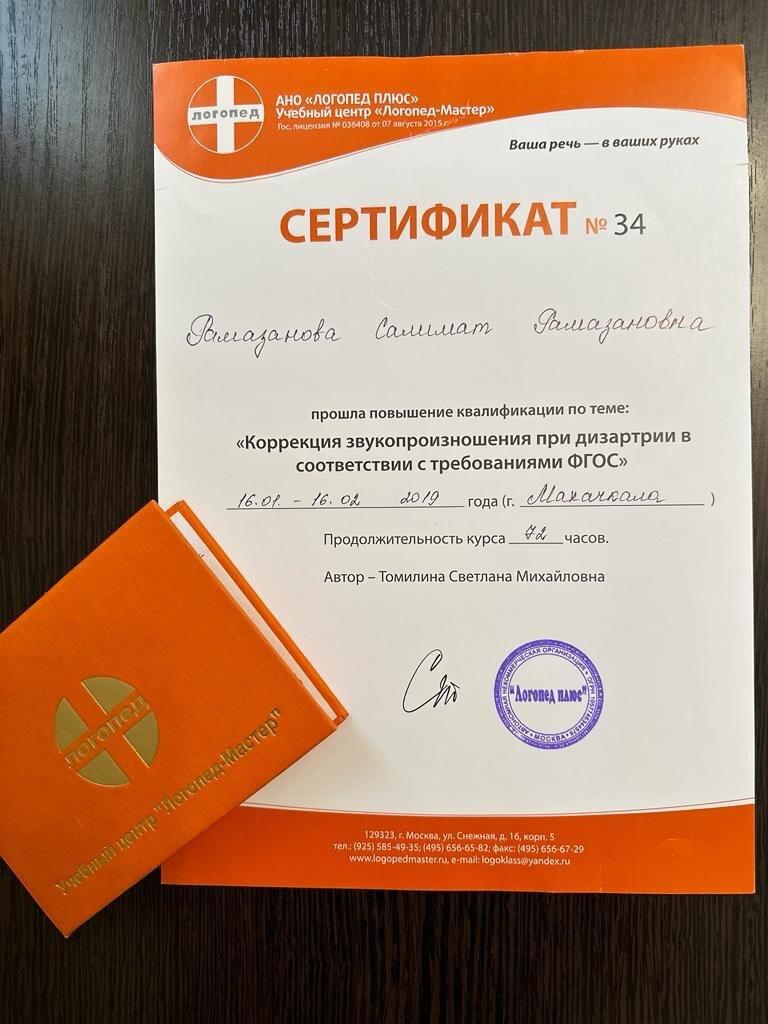 логопед
АНО «ЛОГОПЕД ПЛЮС»
Учебный центр «Логопед-Мастер»
Гос. лицензия № 036408 от 07 августа 2015 г.
Ваша речь — в ваших руках
СЕРТИФИКАТ № 34
Рамазанова Салимат Рамазановна
прошла повышение квалификации по теме:
«Коррекция звукопроизношения при дизартрии в
соответствии с требованиями ФГОС»
16.01. - 16.02 2019 года (г. Махачкала)
Продолжительность курса 72 часов.
Автор – Томилина Светлана Михайловна
АВТОНОМНАЯ НЕКОММЕРЧЕСКАЯ ОРГАНИЗАЦИЯ
"Логопед плюс"
МОСКВА
логопед
Учебный центр "Логопед-Мастер"
129323, г. Москва, ул. Снежная, д. 16, корп. 5
тел.: (925) 585-49-35; (495) 656-65-82; факс: (495) 656-67-29
www.logopedmaster.ru, e-mail: logoklass@yandex.ru